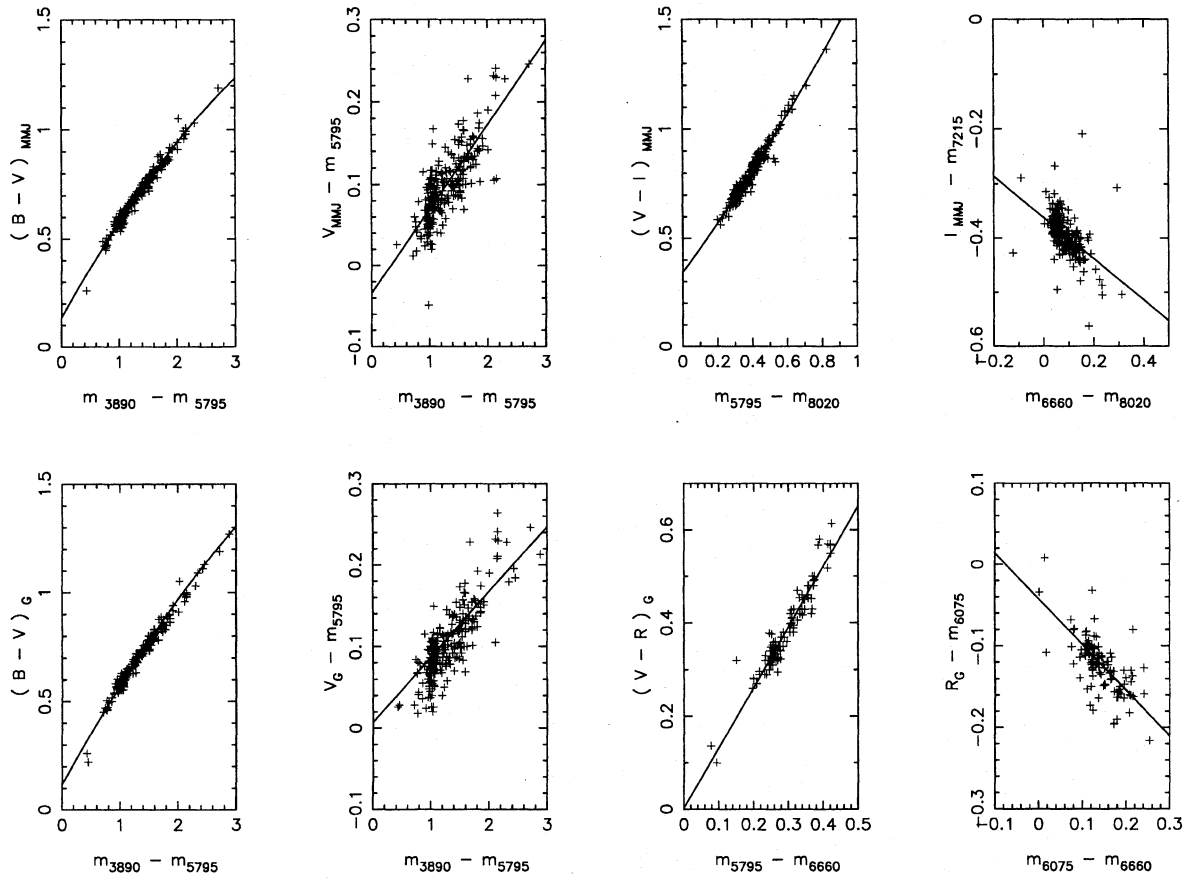 1.5
1
0.5
0
0 1 2 3
( B − V ) MMJ
m 3890 − m 5795
0.3
0.2
0.1
0
−0.1
0 1 2 3
V MMJ − m 5795
m 3890 − m 5795
1.5
1
0.5
0
0 0.2 0.4 0.6 0.8 1
( V − I ) MMJ
m 5795 − m 8020
0
−0.2
−0.4
−0.6
−0.2 0 0.2 0.4
I MMJ − m 7215
m 6660 − m 8020
1.5
1
0.5
0
0 1 2 3
( B − V ) G
m 3890 − m 5795
0.3
0.2
0.1
0
−0.1
0 1 2 3
V G − m 5795
m 3890 − m 5795
0.6
0.4
0.2
0
0 0.1 0.2 0.3 0.4 0.5
( V − R ) G
m 5795 − m 6660
0.1
0
−0.1
−0.2
−0.3
−0.1 0 0.1 0.2 0.3
R G − m 6075
m 6075 − m 6660